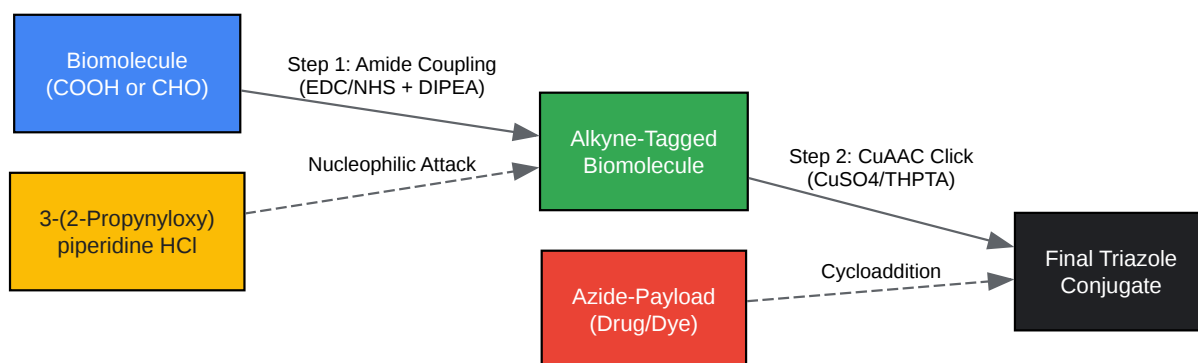 Biomolecule
(COOH or CHO)
Step 1: Amide Coupling
(EDC/NHS + DIPEA)
3-(2-Propynyloxy)
piperidine HCl
Nucleophilic Attack
Alkyne-Tagged
Biomolecule
Step 2: CuAAC Click
(CuSO4/THPTA)
Azide-Payload
(Drug/Dye)
Cycloaddition
Final Triazole
Conjugate